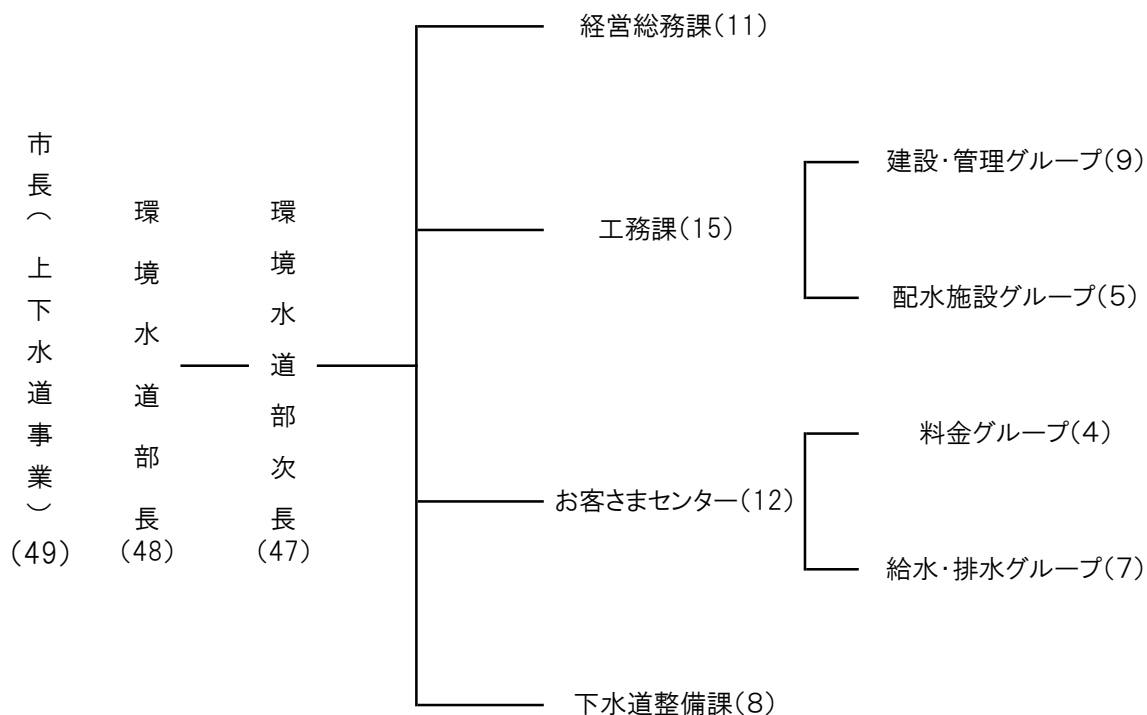 市長（上下水道事業）
(49)
環境水道部長
(48)
環境水道部次長
(47)
経営総務課(11)
工務課(15)
建設・管理グループ(9)
配水施設グループ(5)
お客さまセンター(12)
料金グループ(4)
給水・排水グループ(7)
下水道整備課(8)